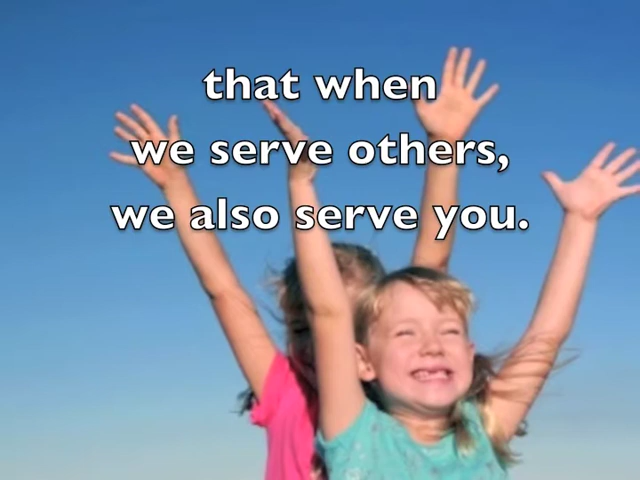 that when
we serve others,
we also serve you.